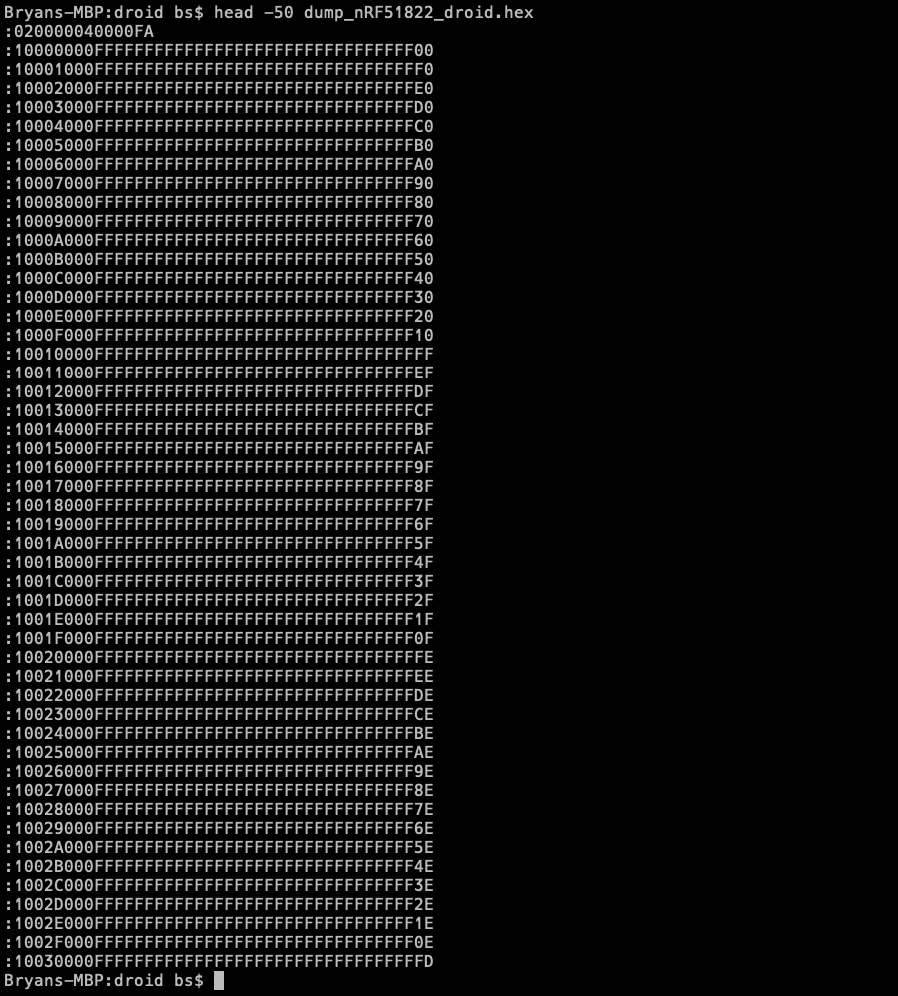 Bryans-MBP:droid bs$ head -50 dump_nRF51822_droid.hex
:020000040000FA
:10000000FFFFFFFFFFFFFFFFFFFFFFFFFFFFFFFF00
:10001000FFFFFFFFFFFFFFFFFFFFFFFFFFFFFFFFF0
:10002000FFFFFFFFFFFFFFFFFFFFFFFFFFFFFFFFE0
:10003000FFFFFFFFFFFFFFFFFFFFFFFFFFFFFFFFD0
:10004000FFFFFFFFFFFFFFFFFFFFFFFFFFFFFFFFC0
:10005000FFFFFFFFFFFFFFFFFFFFFFFFFFFFFFFFB0
:10006000FFFFFFFFFFFFFFFFFFFFFFFFFFFFFFFFA0
:10007000FFFFFFFFFFFFFFFFFFFFFFFFFFFFFFFF90
:10008000FFFFFFFFFFFFFFFFFFFFFFFFFFFFFFFF80
:10009000FFFFFFFFFFFFFFFFFFFFFFFFFFFFFFFF70
:1000A000FFFFFFFFFFFFFFFFFFFFFFFFFFFFFFFF60
:1000B000FFFFFFFFFFFFFFFFFFFFFFFFFFFFFFFF50
:1000C000FFFFFFFFFFFFFFFFFFFFFFFFFFFFFFFF40
:1000D000FFFFFFFFFFFFFFFFFFFFFFFFFFFFFFFF30
:1000E000FFFFFFFFFFFFFFFFFFFFFFFFFFFFFFFF20
:1000F000FFFFFFFFFFFFFFFFFFFFFFFFFFFFFFFF10
:10010000FFFFFFFFFFFFFFFFFFFFFFFFFFFFFFFFFF
:10011000FFFFFFFFFFFFFFFFFFFFFFFFFFFFFFFFEF
:10012000FFFFFFFFFFFFFFFFFFFFFFFFFFFFFFFFDF
:10013000FFFFFFFFFFFFFFFFFFFFFFFFFFFFFFFFCF
:10014000FFFFFFFFFFFFFFFFFFFFFFFFFFFFFFFFBF
:10015000FFFFFFFFFFFFFFFFFFFFFFFFFFFFFFFFAF
:10016000FFFFFFFFFFFFFFFFFFFFFFFFFFFFFFFF9F
:10017000FFFFFFFFFFFFFFFFFFFFFFFFFFFFFFFF8F
:10018000FFFFFFFFFFFFFFFFFFFFFFFFFFFFFFFF7F
:10019000FFFFFFFFFFFFFFFFFFFFFFFFFFFFFFFF6F
:1001A000FFFFFFFFFFFFFFFFFFFFFFFFFFFFFFFF5F
:1001B000FFFFFFFFFFFFFFFFFFFFFFFFFFFFFFFF4F
:1001C000FFFFFFFFFFFFFFFFFFFFFFFFFFFFFFFF3F
:1001D000FFFFFFFFFFFFFFFFFFFFFFFFFFFFFFFF2F
:1001E000FFFFFFFFFFFFFFFFFFFFFFFFFFFFFFFF1F
:1001F000FFFFFFFFFFFFFFFFFFFFFFFFFFFFFFFF0F
:10020000FFFFFFFFFFFFFFFFFFFFFFFFFFFFFFFFFE
:10021000FFFFFFFFFFFFFFFFFFFFFFFFFFFFFFFFEE
:10022000FFFFFFFFFFFFFFFFFFFFFFFFFFFFFFFFDE
:10023000FFFFFFFFFFFFFFFFFFFFFFFFFFFFFFFFCE
:10024000FFFFFFFFFFFFFFFFFFFFFFFFFFFFFFFFBE
:10025000FFFFFFFFFFFFFFFFFFFFFFFFFFFFFFFFAE
:10026000FFFFFFFFFFFFFFFFFFFFFFFFFFFFFFFF9E
:10027000FFFFFFFFFFFFFFFFFFFFFFFFFFFFFFFF8E
:10028000FFFFFFFFFFFFFFFFFFFFFFFFFFFFFFFF7E
:10029000FFFFFFFFFFFFFFFFFFFFFFFFFFFFFFFF6E
:1002A000FFFFFFFFFFFFFFFFFFFFFFFFFFFFFFFF5E
:1002B000FFFFFFFFFFFFFFFFFFFFFFFFFFFFFFFF4E
:1002C000FFFFFFFFFFFFFFFFFFFFFFFFFFFFFFFF3E
:1002D000FFFFFFFFFFFFFFFFFFFFFFFFFFFFFFFF2E
:1002E000FFFFFFFFFFFFFFFFFFFFFFFFFFFFFFFF1E
:1002F000FFFFFFFFFFFFFFFFFFFFFFFFFFFFFFFF0E
:10030000FFFFFFFFFFFFFFFFFFFFFFFFFFFFFFFFFD
Bryans-MBP:droid bs$